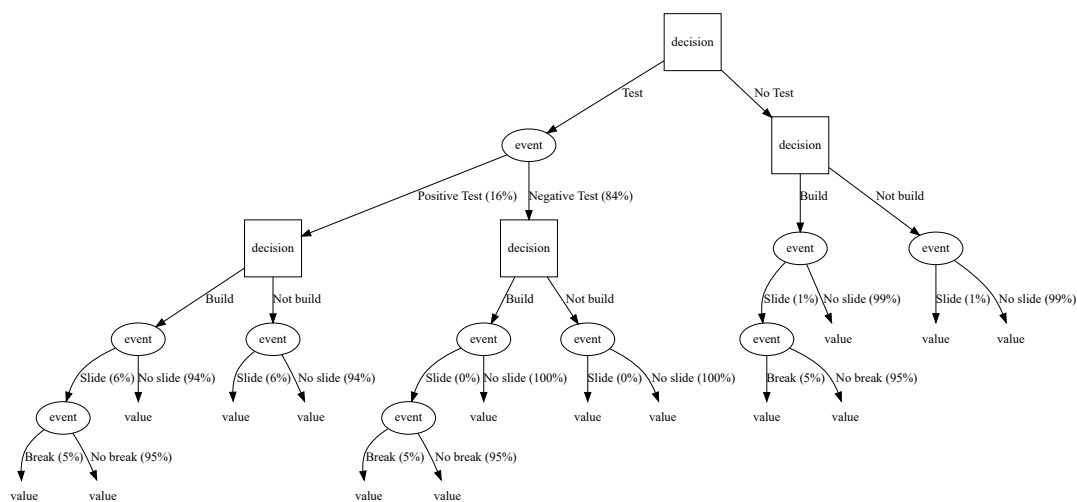 decision
Test
No Test
event
decision
Positive Test (16%)
Negative Test (84%)
Build
Not build
decision
decision
event
event
Build
Not build
Build
Not build
Slide (1%)
No slide (99%)
Slide (1%)
No slide (99%)
event
event
event
event
event
value
value
value
Slide (6%)
No slide (94%)
Slide (6%)
No slide (94%)
Slide (0%)
No slide (100%)
Slide (0%)
No slide (100%)
Break (5%)
No break (95%)
event
value
value
value
event
value
value
value
value
value
Break (5%)
No break (95%)
Break (5%)
No break (95%)
value
value
value
value